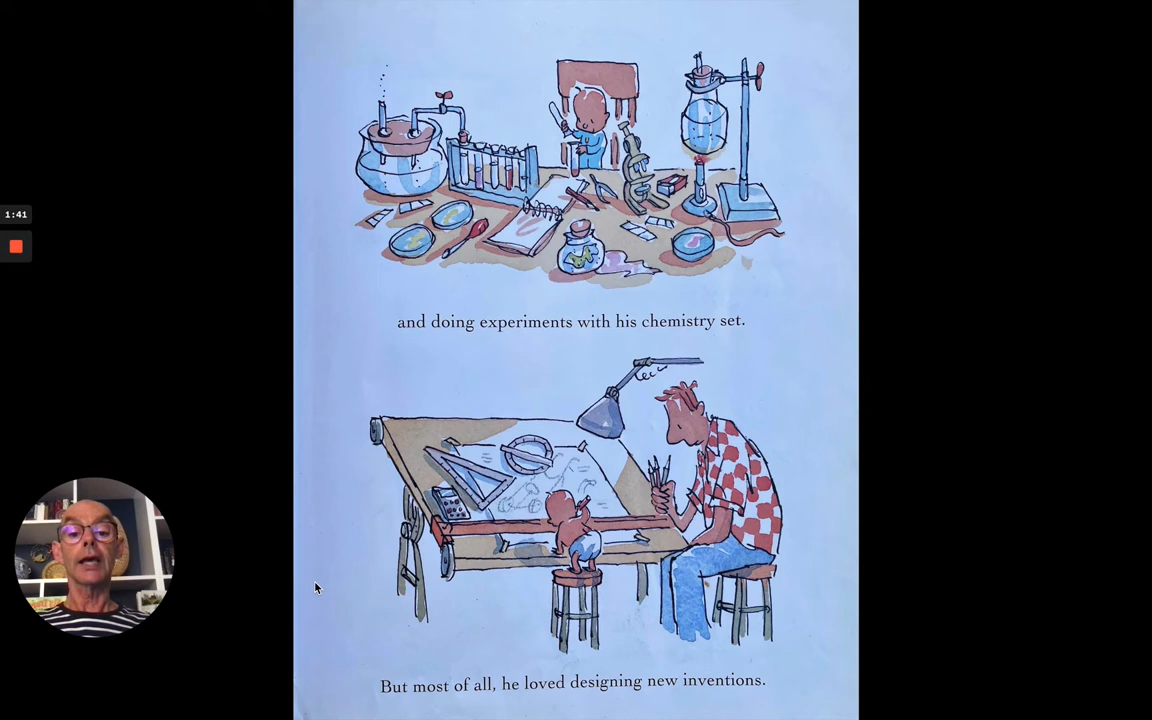 1:41
and doing experiments with his chemistry set.
But most of all, he loved designing new inventions.